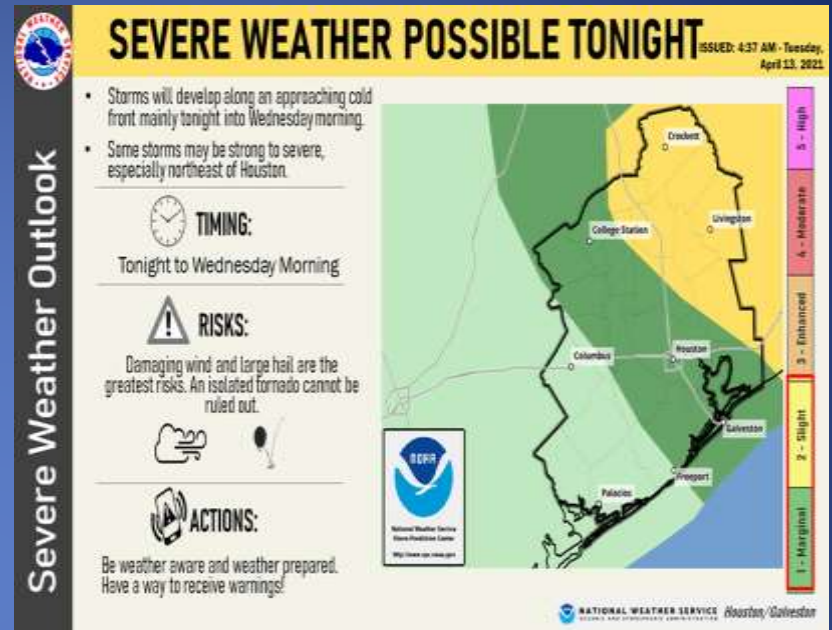 SEVERE WEATHER POSSIBLE TONIGHT
ISSUED: 4:37 AM - Tuesday,
April 13, 2021
Severe Weather Outlook
• Storms will develop along an approaching cold
front mainly tonight into Wednesday morning.
• Some storms may be strong to severe,
especially northeast of Houston.
TIMING:
Tonight to Wednesday Morning
RISKS:
Damaging wind and large hail are the
greatest risks. An isolated tornado cannot be
ruled out.
ACTIONS:
Be weather aware and weather prepared.
Have a way to receive warnings!
Crockett
Livingston
College Station
Columbus
Houston
Galveston
Freeport
Palacios
NOAA
National Weather Service
Storm Prediction Center
5 - High
4 - Moderate
3 - Enhanced
2 - Slight
1 - Marginal
NATIONAL WEATHER SERVICE Houston/Galveston